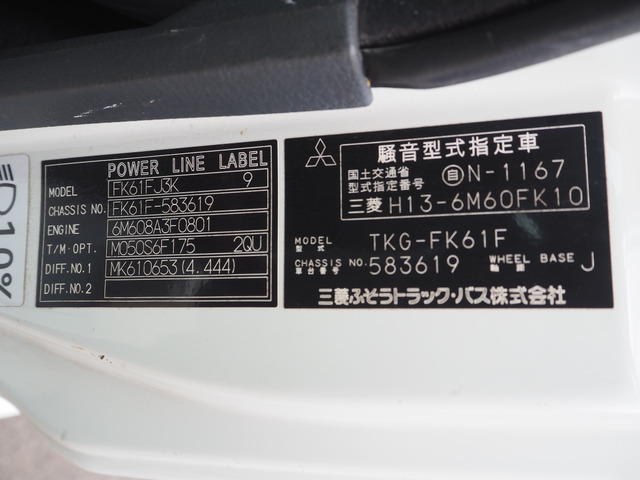 POWER LINE LABEL
MODEL FK61FJ3K 9
CHASSIS NO. FK61F-583619
ENGINE 6M608A3F0801
T/M·OPT. M050S6F175 2QU
DIFF.NO.1 MK610653(4.444)
DIFF.NO.2
騒音型式指定車
国土交通省
型式指定番号 自N-1167
三菱 H13-6M60FK10
MODEL
型式 TKG-FK61F
CHASSIS NO.
車台番号 583619
WHEEL BASE
軸距 J
三菱ふそうトラック・バス株式会社
10%